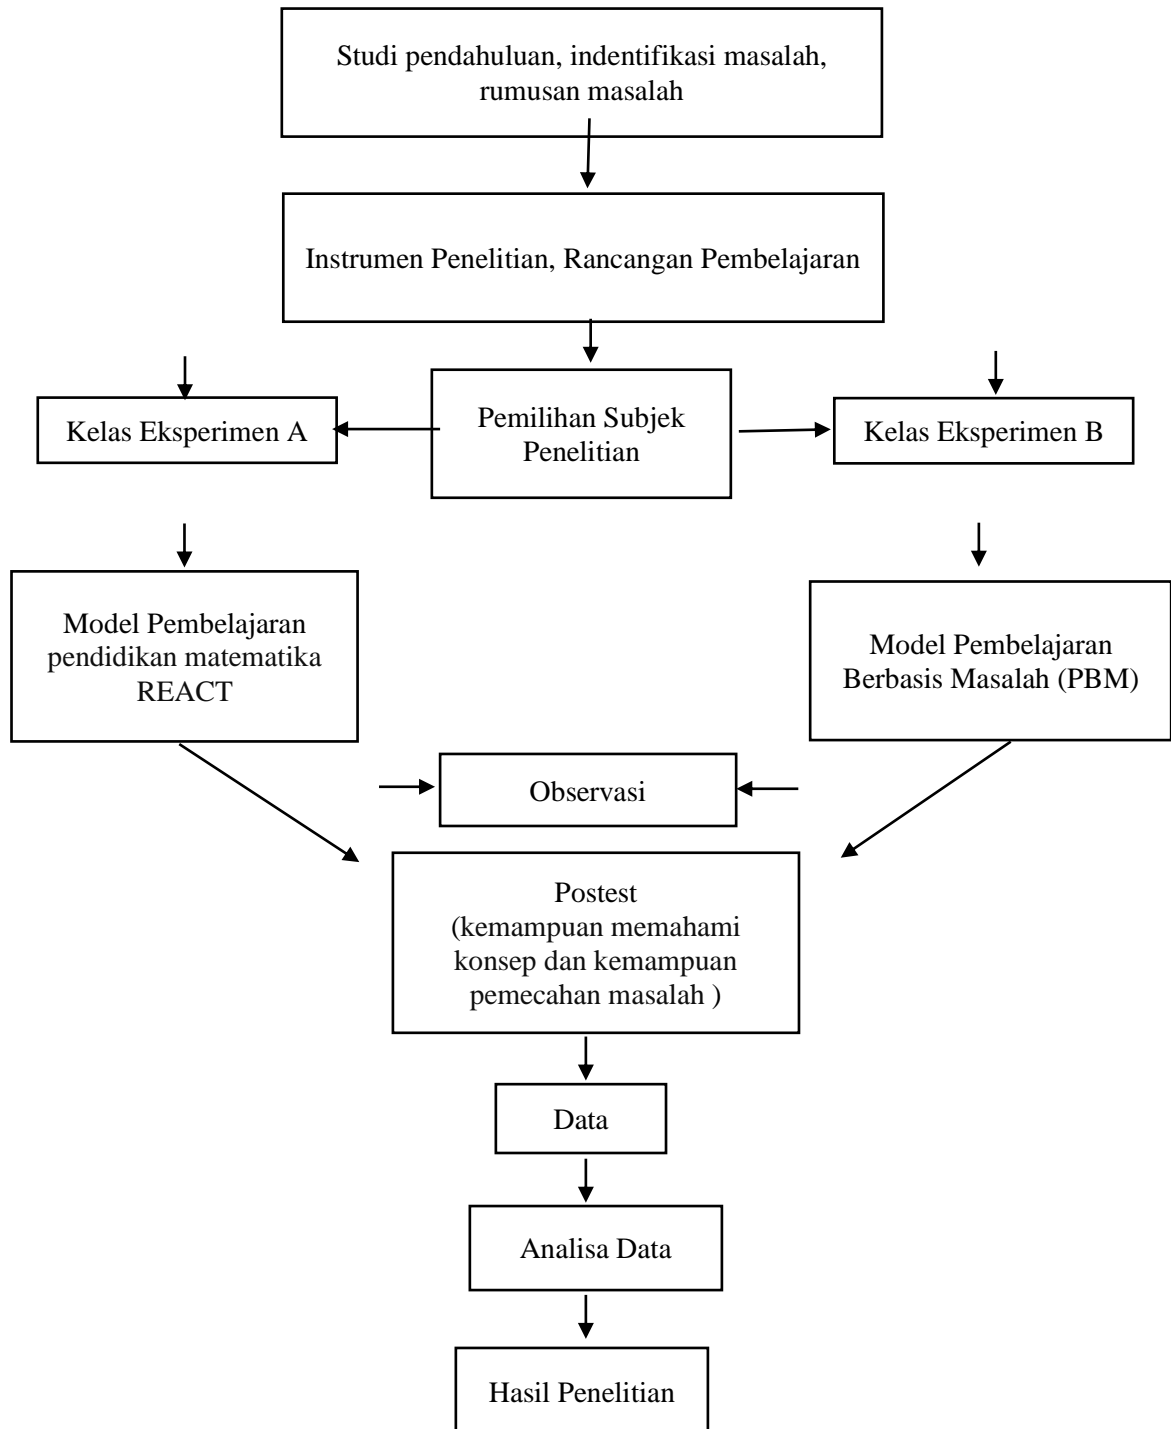 Studi pendahuluan, indentifikasi masalah,
rumusan masalah
Instrumen Penelitian, Rancangan Pembelajaran
Kelas Eksperimen A
Pemilihan Subjek
Penelitian
Kelas Eksperimen B
Model Pembelajaran
pendidikan matematika
REACT
Model Pembelajaran
Berbasis Masalah (PBM)
Observasi
Postest
(kemampuan memahami
konsep dan kemampuan
pemecahan masalah )
Data
Analisa Data
Hasil Penelitian